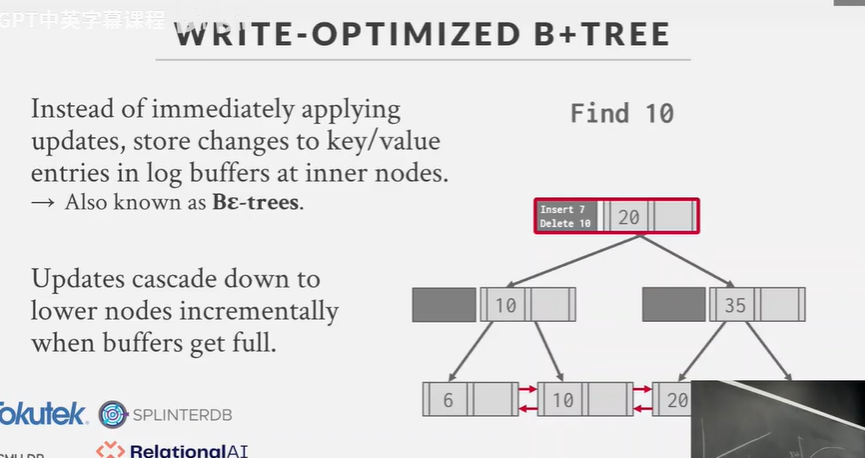 GPT中英字幕课程
WRITE-OPTIMIZED B+TREE
Instead of immediately applying
updates, store changes to key/value
entries in log buffers at inner nodes.
→ Also known as Bε-trees.
Updates cascade down to
lower nodes incrementally
when buffers get full.
Find 10
Insert 7
Delete 10
20
10
35
6
10
20
okutek
SPLINTERDB
RelationalAI